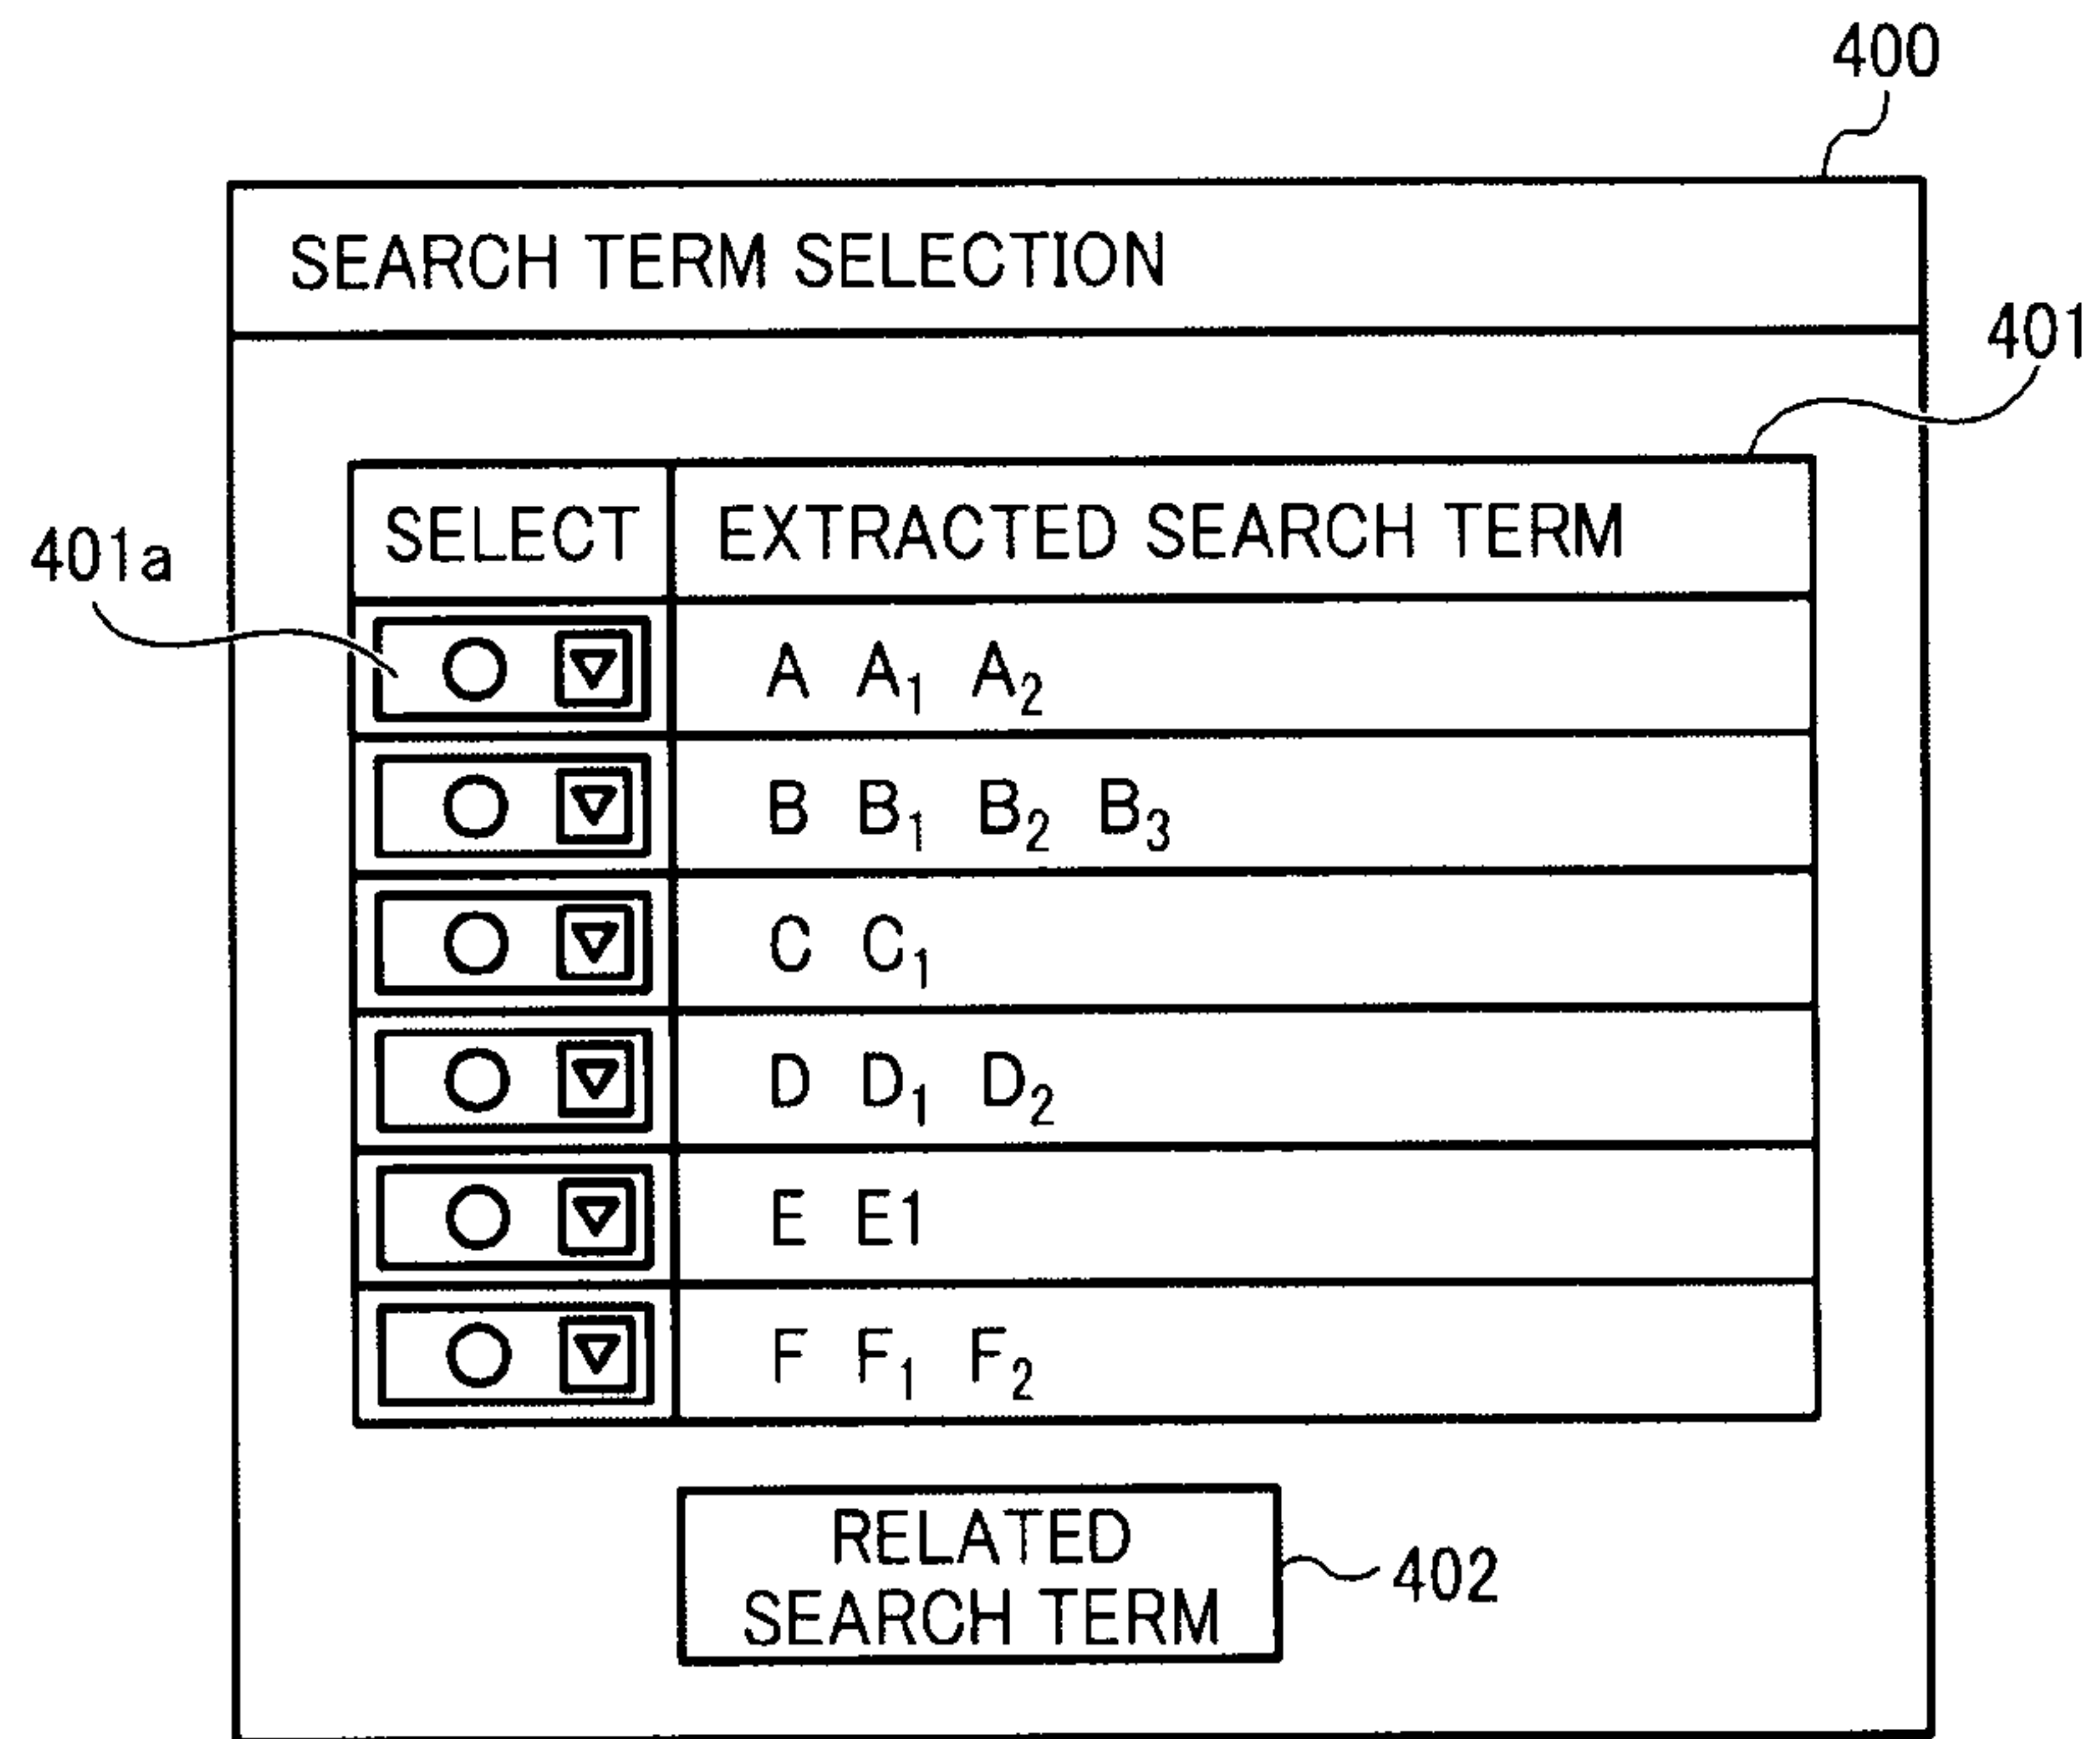 400
SEARCH TERM SELECTION
401
SELECT EXTRACTED SEARCH TERM
401a
A A₁ A₂
B B₁ B₂ B₃
C C₁
D D₁ D₂
E E1
F F₁ F₂
RELATED
SEARCH TERM
402